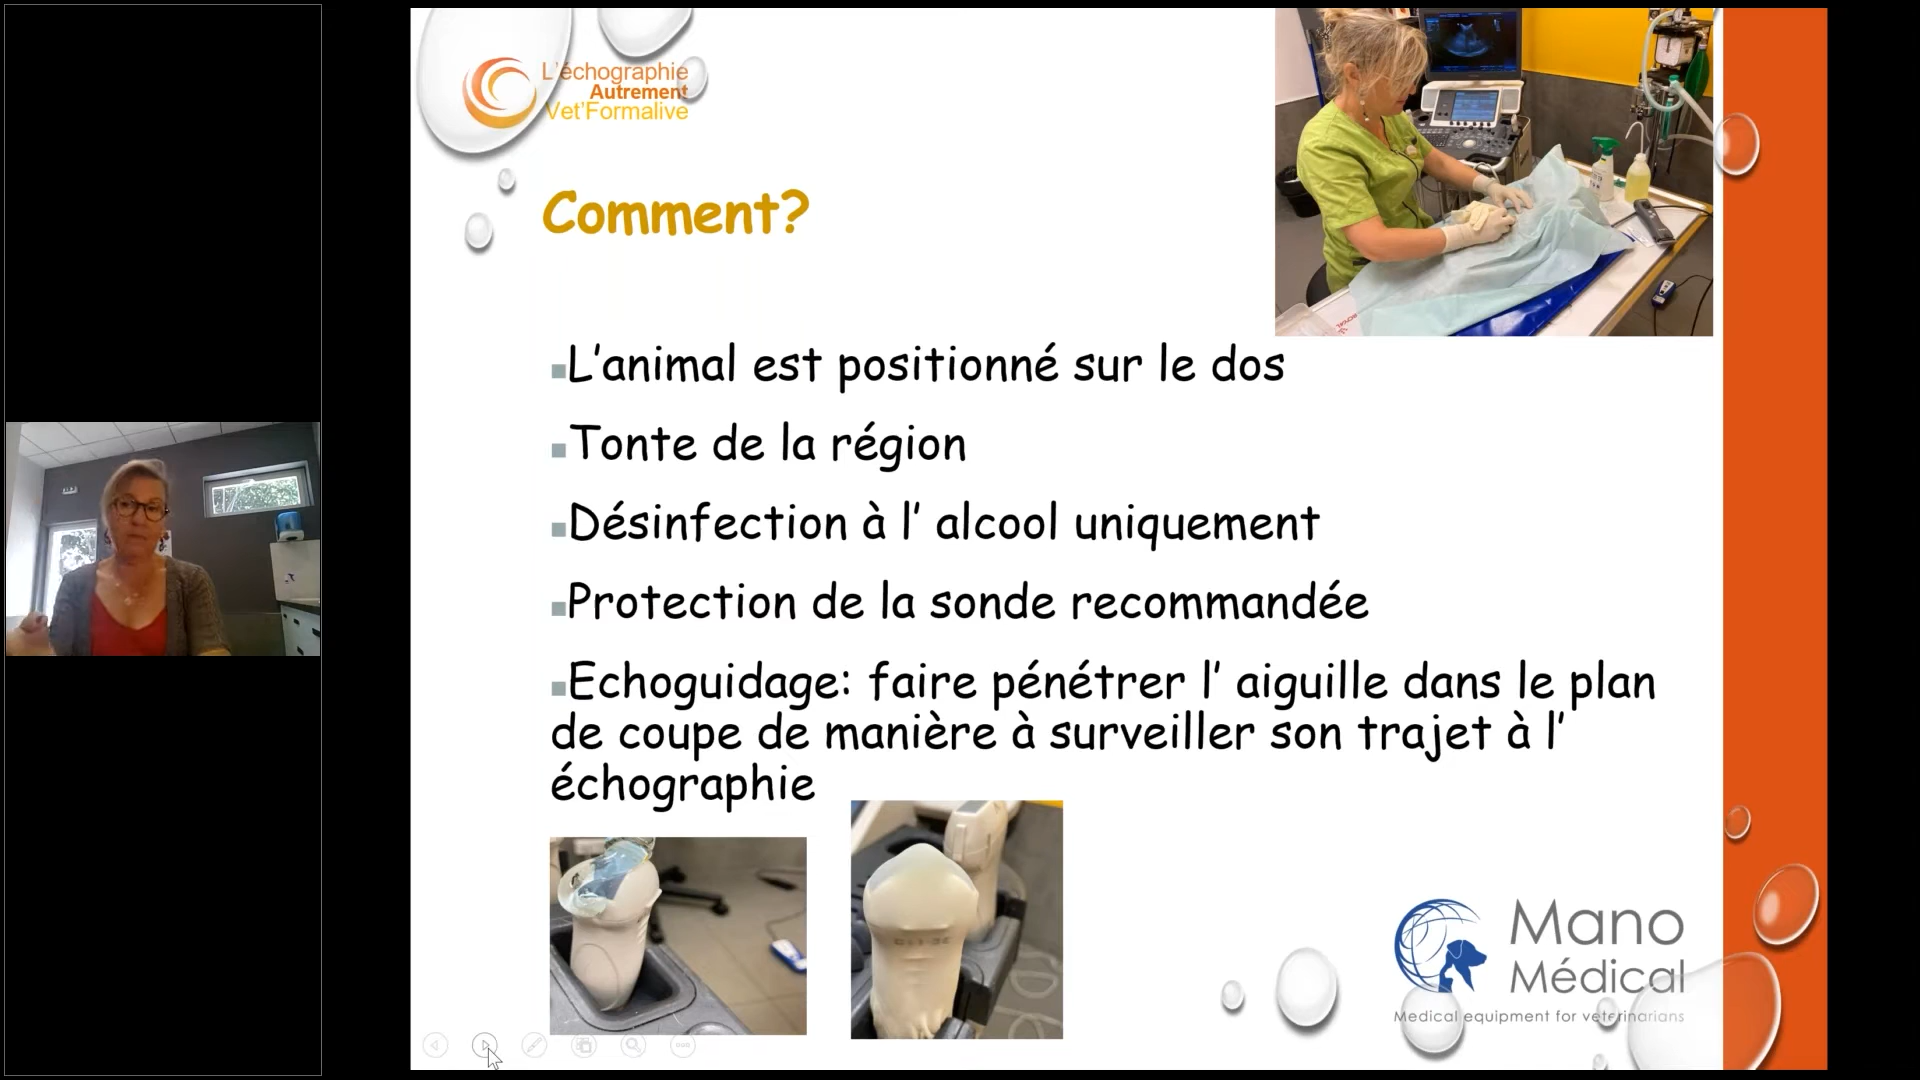 L'échographie
Autrement
Vet'Formalive
Comment?
L'animal est positionné sur le dos
Tonte de la région
Désinfection à l' alcool uniquement
Protection de la sonde recommandée
Echoguidage: faire pénétrer l' aiguille dans le plan
de coupe de manière à surveiller son trajet à l'
échographie
Mano
Médical
Medical equipment for veterinarians